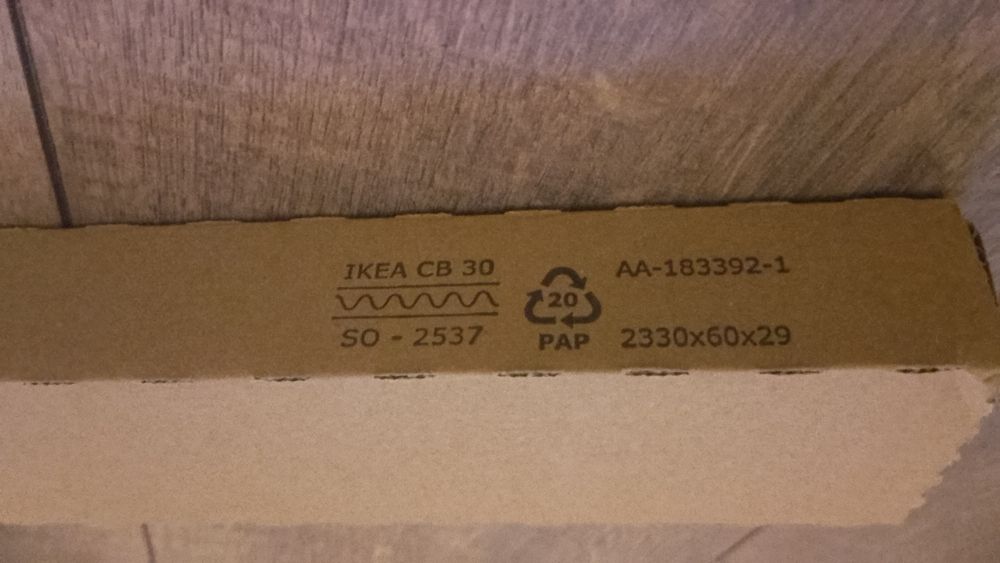 IKEA CB 30
SO - 2537
20
PAP
AA-183392-1
2330x60x29